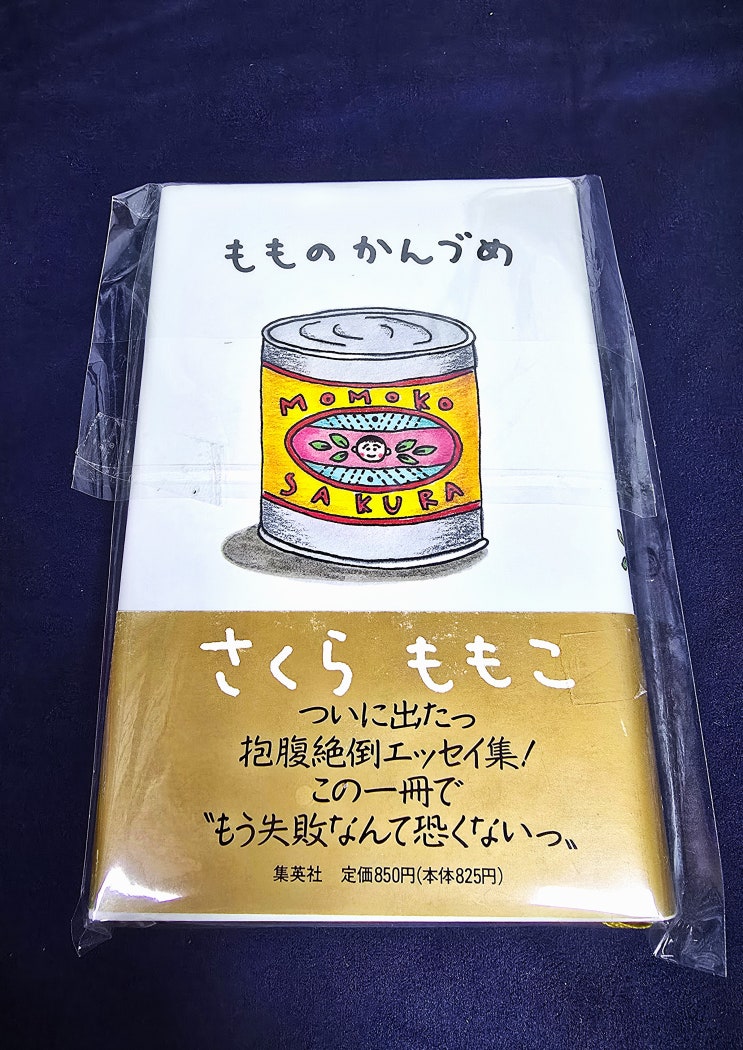 もものかんづめ
MOMOKO
SAKURA
さくら ももこ
ついに出たっ
抱腹絶倒エッセイ集!
この一冊で
〝もう失敗なんて恐くないっ〟
集英社 定価850円(本体825円)